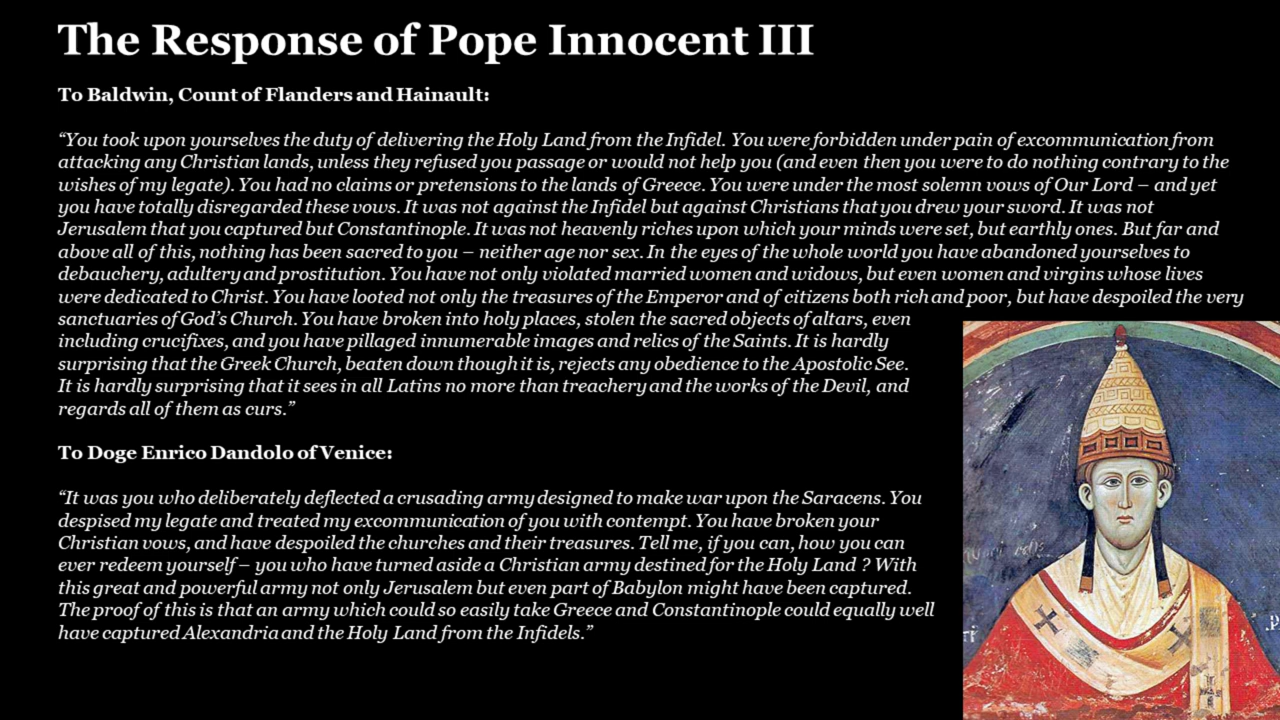 The Response of Pope Innocent III
To Baldwin, Count of Flanders and Hainault:
“You took upon yourselves the duty of delivering the Holy Land from the Infidel. You were forbidden under pain of excommunication from
attacking any Christian lands, unless they refused you passage or would not help you (and even then you were to do nothing contrary to the
wishes of my legate). You had no claims or pretensions to the lands of Greece. You were under the most solemn vows of Our Lord – and yet
you have totally disregarded these vows. It was not against the Infidel but against Christians that you drew your sword. It was not
Jerusalem that you captured but Constantinople. It was not heavenly riches upon which your minds were set, but earthly ones. But far and
above all of this, nothing has been sacred to you – neither age nor sex. In the eyes of the whole world you have abandoned yourselves to
debauchery, adultery and prostitution. You have not only violated married women and widows, but even women and virgins whose lives
were dedicated to Christ. You have looted not only the treasures of the Emperor and of citizens both rich and poor, but have despoiled the very
sanctuaries of God’s Church. You have broken into holy places, stolen the sacred objects of altars, even
including crucifixes, and you have pillaged innumerable images and relics of the Saints. It is hardly
surprising that the Greek Church, beaten down though it is, rejects any obedience to the Apostolic See.
It is hardly surprising that it sees in all Latins no more than treachery and the works of the Devil, and
regards all of them as curs.”
To Doge Enrico Dandolo of Venice:
“It was you who deliberately deflected a crusading army designed to make war upon the Saracens. You
despised my legate and treated my excommunication of you with contempt. You have broken your
Christian vows, and have despoiled the churches and their treasures. Tell me, if you can, how you can
ever redeem yourself – you who have turned aside a Christian army destined for the Holy Land ? With
this great and powerful army not only Jerusalem but even part of Babylon might have been captured.
The proof of this is that an army which could so easily take Greece and Constantinople could equally well
have captured Alexandria and the Holy Land from the Infidels.”